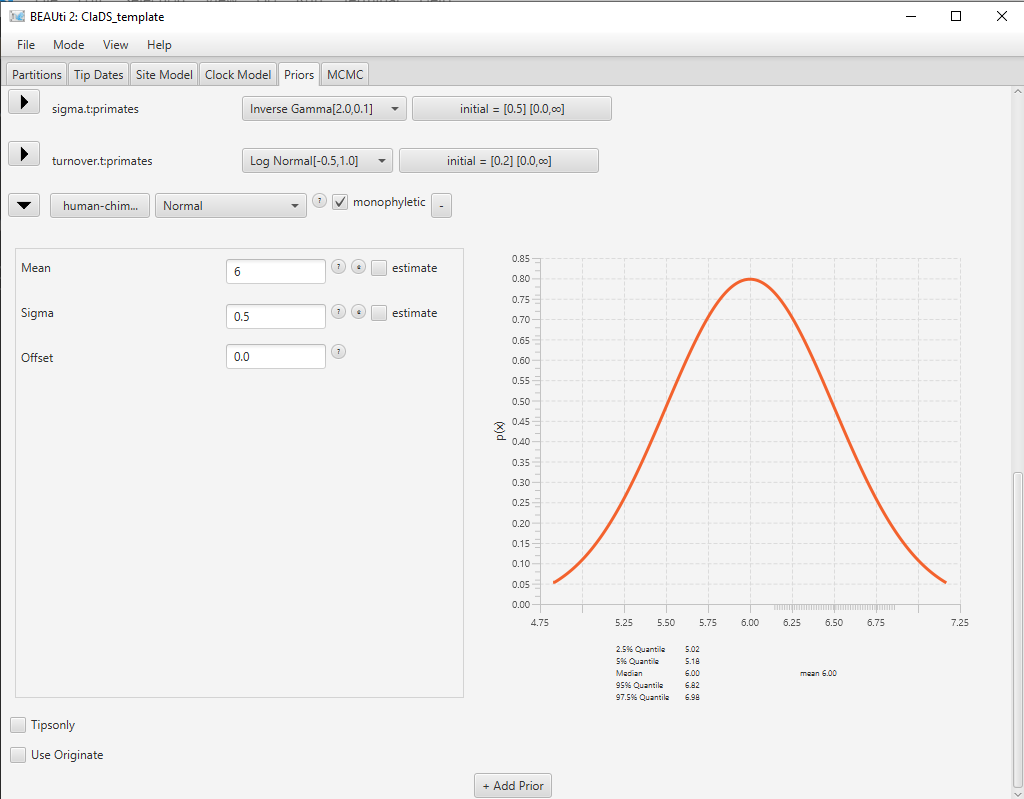 BEAUti 2: ClaDS_template
File Mode View Help
Partitions Tip Dates Site Model Clock Model Priors MCMC
sigma.t:primates Inverse Gamma[2.0,0.1] initial = [0.5] [0.0,∞]
turnover.t:primates Log Normal[-0.5,1.0] initial = [0.2] [0.0,∞]
human-chim... Normal ? monophyletic -
Mean 6 ? e estimate
Sigma 0.5 ? e estimate
Offset 0.0 ?
p(x)
0.85
0.80
0.75
0.70
0.65
0.60
0.55
0.50
0.45
0.40
0.35
0.30
0.25
0.20
0.15
0.10
0.05
0.00
4.75 5.25 5.50 5.75 6.00 6.25 6.50 6.75 7.25
2.5% Quantile 5.02
5% Quantile 5.18
Median 6.00 mean 6.00
95% Quantile 6.82
97.5% Quantile 6.98
Tipsonly
Use Originate
+ Add Prior